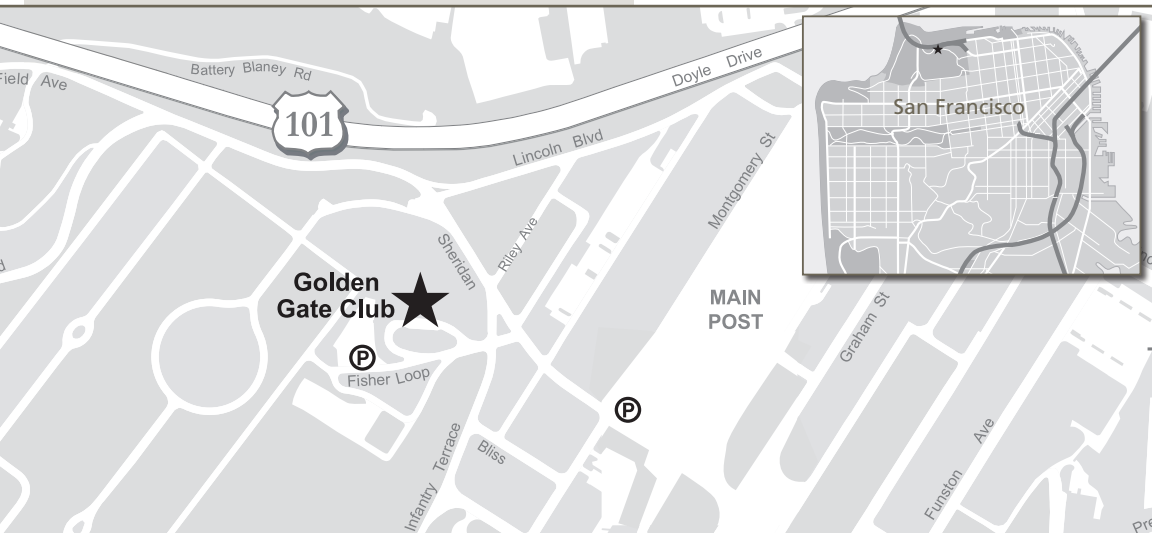 Battery Blaney Rd
Field Ave
101
Doyle Drive
San Francisco
Lincoln Blvd
Montgomery St
Riley Ave
Sheridan
Golden
Gate Club
MAIN
POST
Graham St
P
Fisher Loop
P
Infantry Terrace
Bliss
Funston Ave